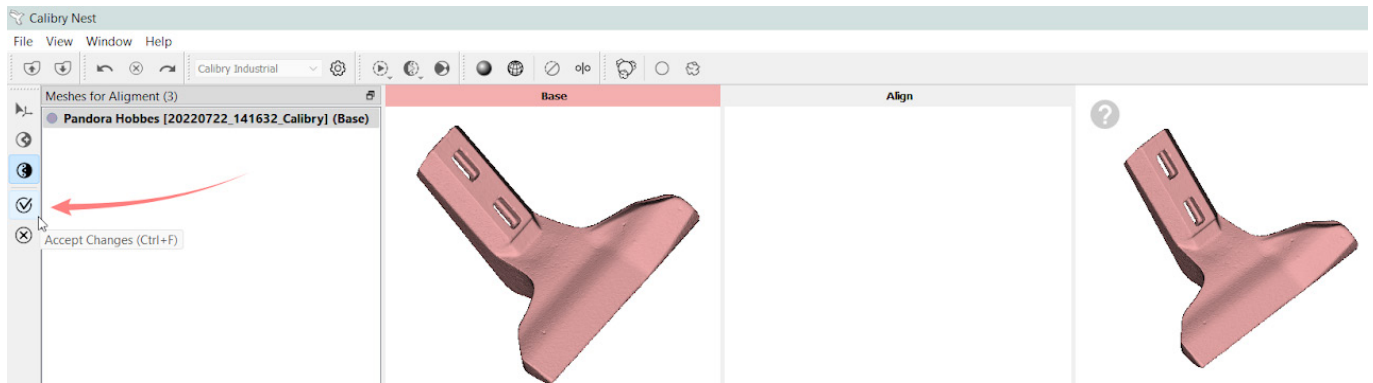 Calibry Nest
File View Window Help
Calibry Industrial
Meshes for Aligment (3)
Base
Align
Pandora Hobbes [20220722_141632_Calibry] (Base)
?
Accept Changes (Ctrl+F)